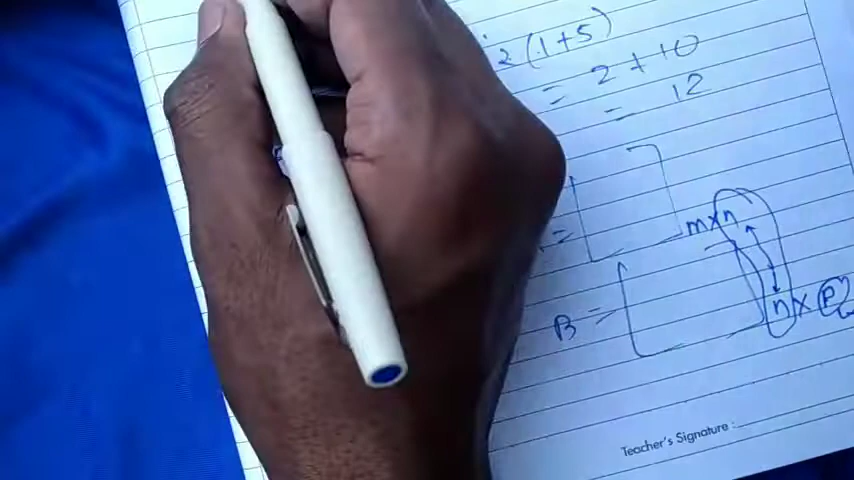 2(1+5)
= 2 + 10
= 12
= m×n
B = n× p
Teacher's Signature :